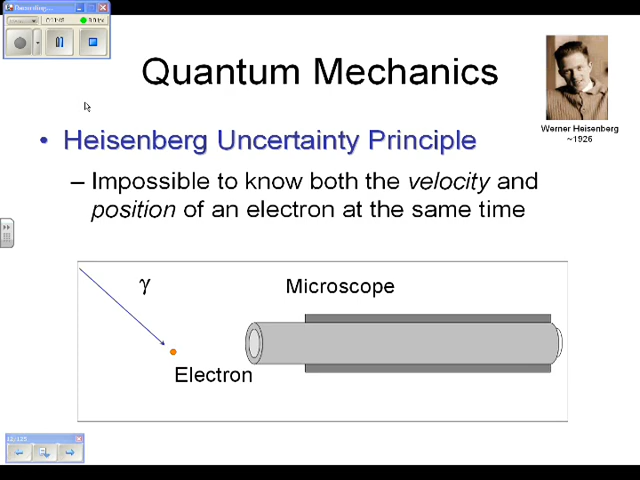 Recording...
Quantum Mechanics
Werner Heisenberg
~1926
• Heisenberg Uncertainty Principle
– Impossible to know both the velocity and
position of an electron at the same time
γ
Microscope
Electron